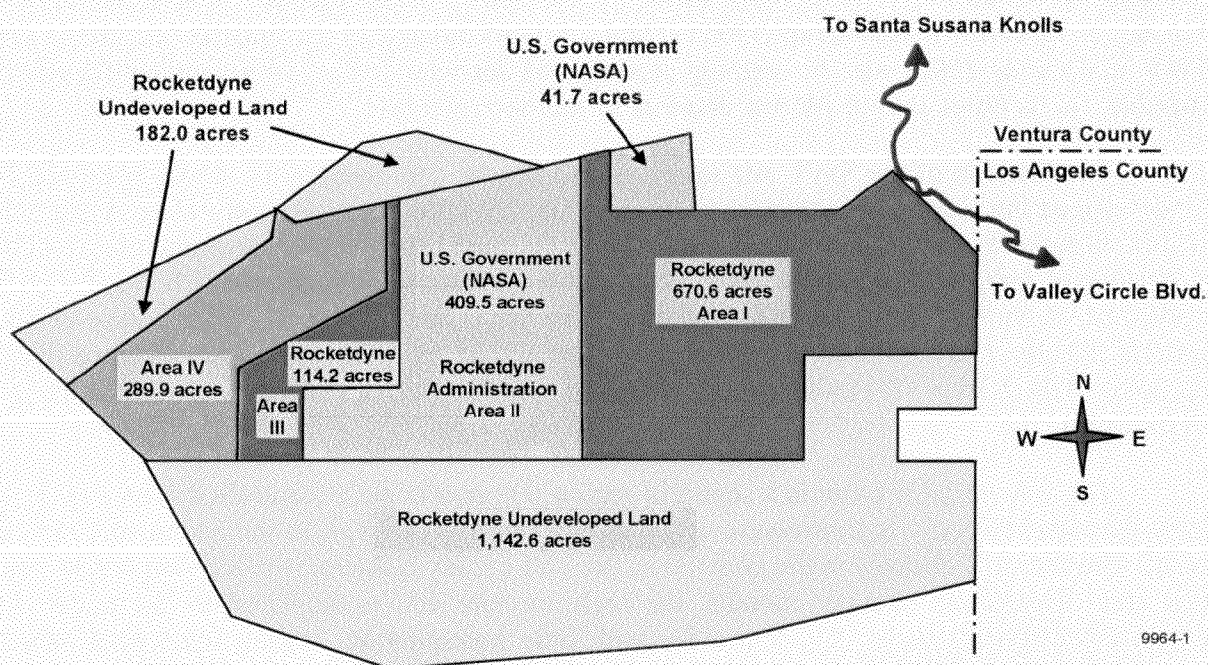 To Santa Susana Knolls
U.S. Government
(NASA)
41.7 acres
Rocketdyne
Undeveloped Land
182.0 acres
Ventura County
Los Angeles County
U.S. Government
(NASA)
409.5 acres
Rocketdyne
670.6 acres
Area I
To Valley Circle Blvd.
Area IV
289.9 acres
Rocketdyne
114.2 acres
Rocketdyne
Administration
Area II
Area
III
N
W
E
S
Rocketdyne Undeveloped Land
1,142.6 acres
9964-1